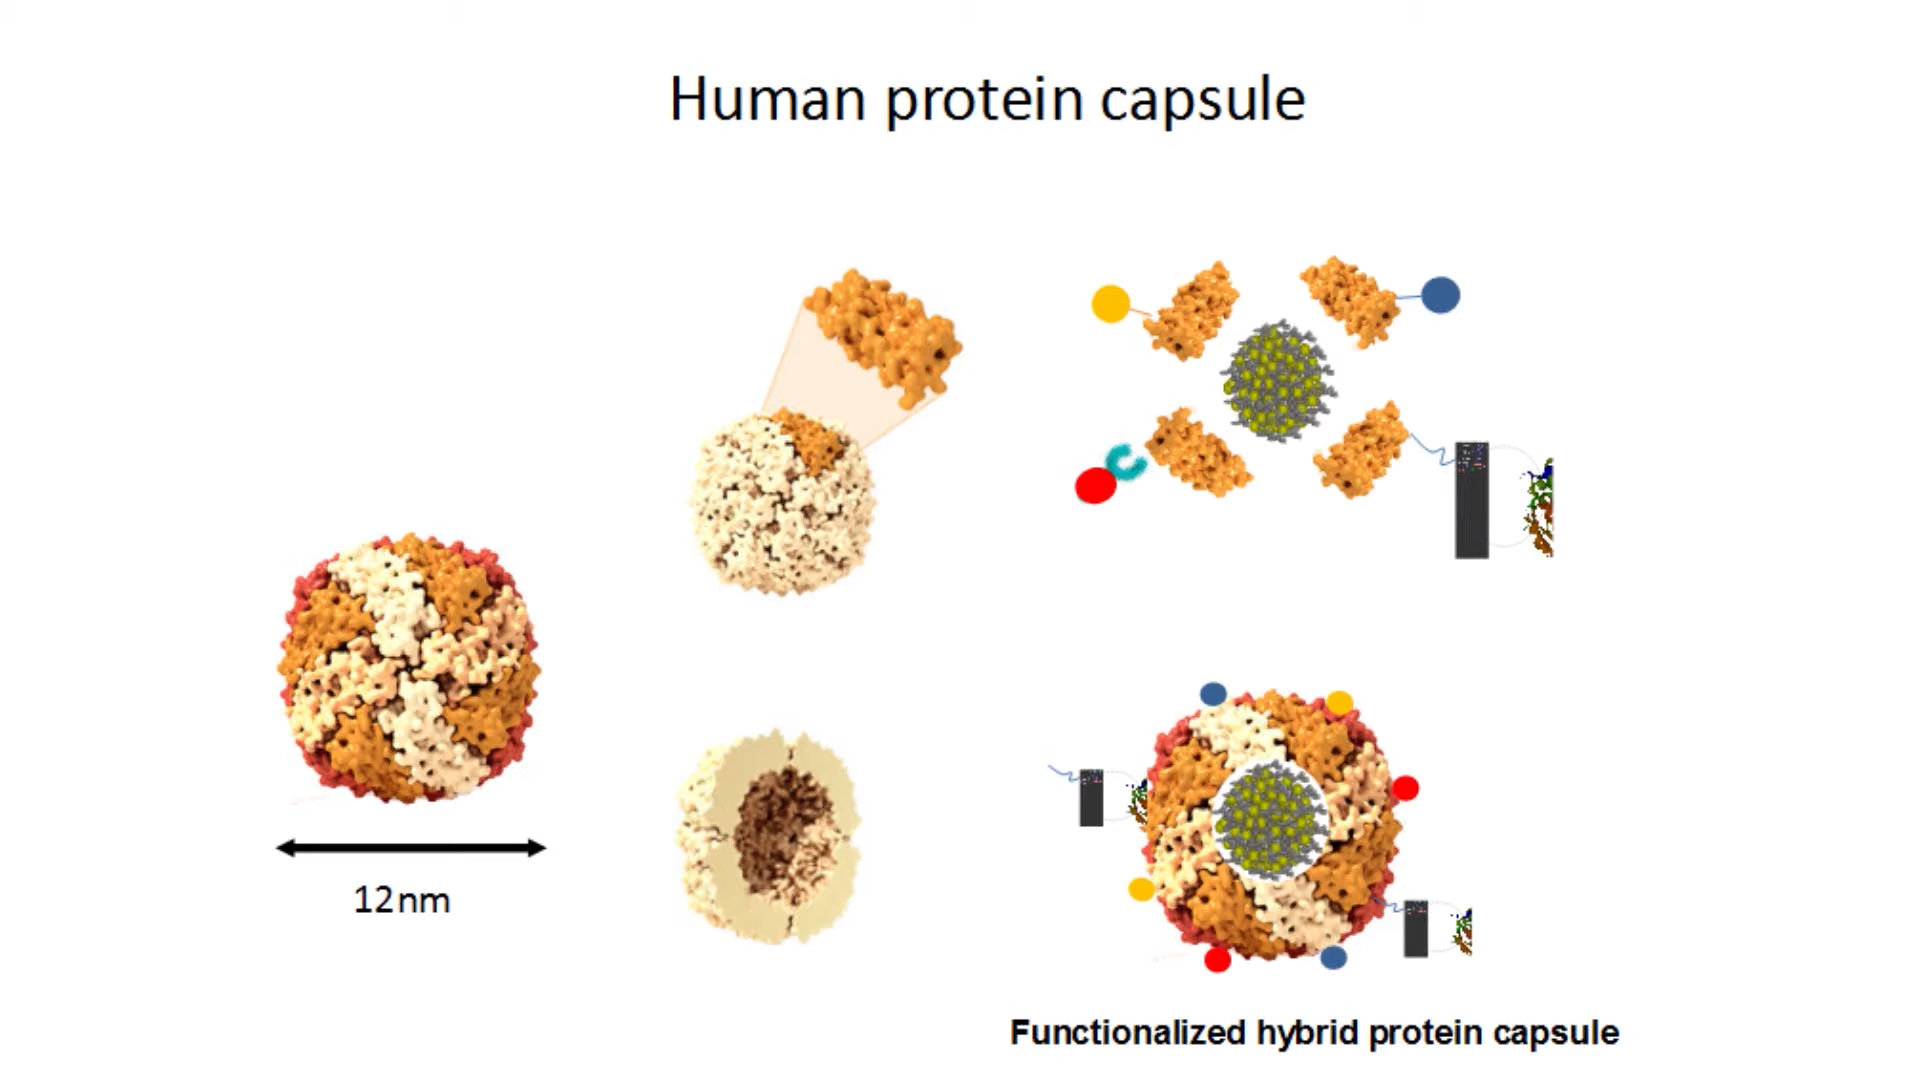 Human protein capsule
12nm
Functionalized hybrid protein capsule